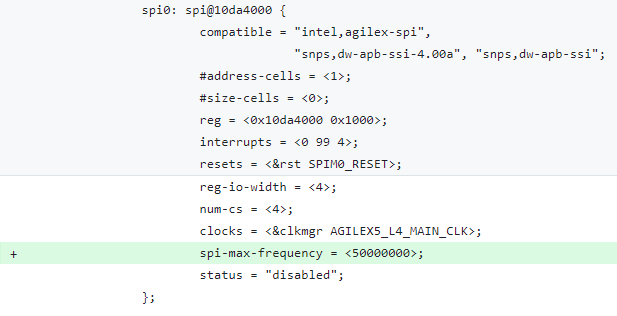 spi0: spi@10da4000 {
compatible = "intel,agilex-spi",
"snps,dw-apb-ssi-4.00a", "snps,dw-apb-ssi";
#address-cells = <1>;
#size-cells = <0>;
reg = <0x10da4000 0x1000>;
interrupts = <0 99 4>;
resets = <&rst SPIM0_RESET>;
reg-io-width = <4>;
num-cs = <4>;
clocks = <&clkmgr AGILEX5_L4_MAIN_CLK>;
+ spi-max-frequency = <50000000>;
status = "disabled";
};